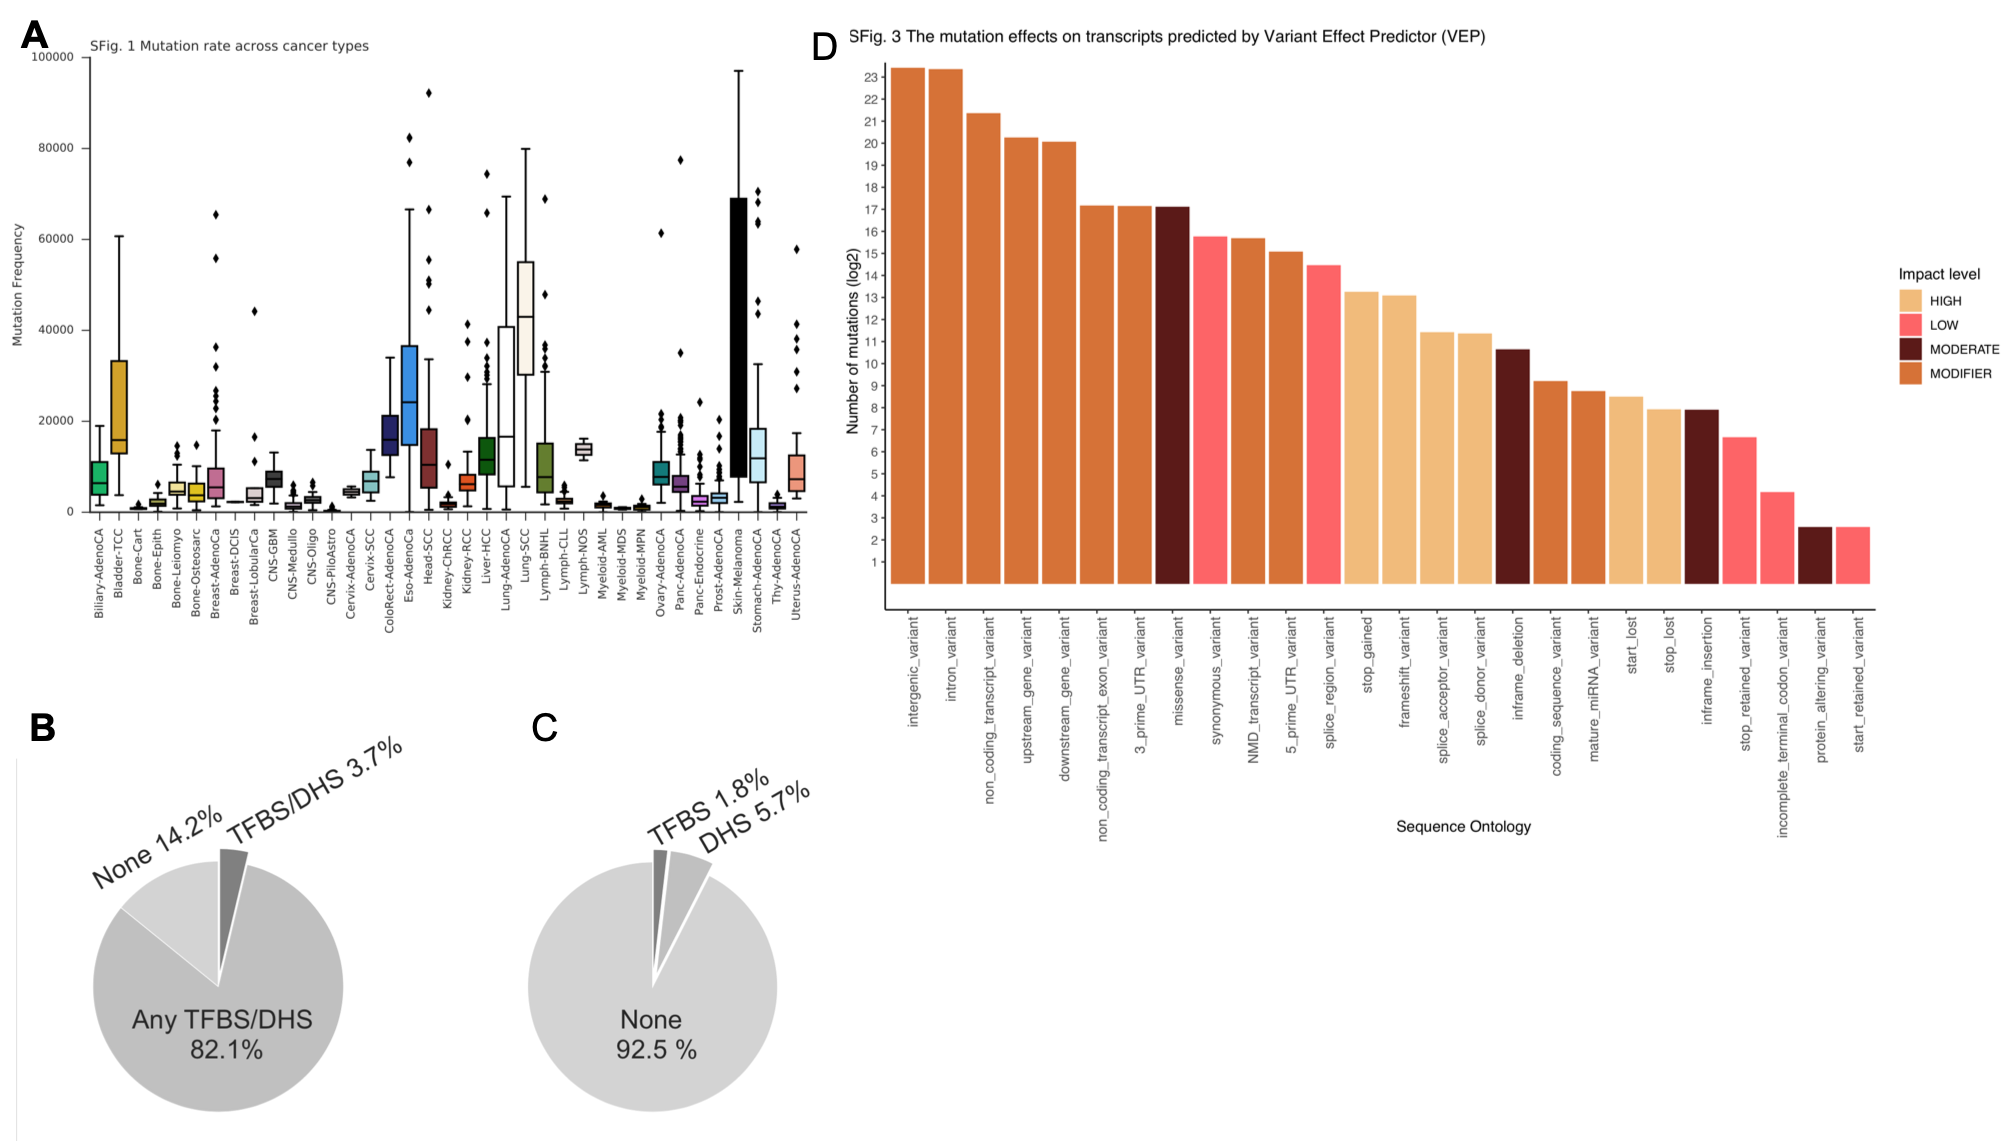 A
SFig. 1 Mutation rate across cancer types
100000
80000
60000
40000
20000
0
Mutation Frequency
Biliary-AdenoCA
Bladder-TCC
Bone-Cart
Bone-Epith
Bone-Leiomyo
Bone-Osteosarc
Breast-AdenoCa
Breast-DCIS
Breast-LobularCa
CNS-GBM
CNS-Medullo
CNS-Oligo
CNS-PiloAstro
Cervix-AdenoCA
Cervix-SCC
ColoRect-AdenoCA
Eso-AdenoCa
Head-SCC
Kidney-ChRCC
Kidney-RCC
Liver-HCC
Lung-AdenoCA
Lung-SCC
Lymph-BNHL
Lymph-CLL
Lymph-NOS
Myeloid-AML
Myeloid-MDS
Myeloid-MPN
Ovary-AdenoCA
Panc-AdenoCA
Panc-Endocrine
Prost-AdenoCA
Skin-Melanoma
Stomach-AdenoCA
Thy-AdenoCA
Uterus-AdenoCA
B
None 14.2%
TFBS/DHS 3.7%
Any TFBS/DHS
82.1%
C
TFBS 1.8%
DHS 5.7%
None
92.5 %
D
SFig. 3 The mutation effects on transcripts predicted by Variant Effect Predictor (VEP)
23
22
21
20
19
18
17
16
15
14
13
12
11
10
9
8
7
6
5
4
3
2
1
Number of mutations (log2)
intergenic_variant
intron_variant
non_coding_transcript_variant
upstream_gene_variant
downstream_gene_variant
non_coding_transcript_exon_variant
3_prime_UTR_variant
missense_variant
synonymous_variant
NMD_transcript_variant
5_prime_UTR_variant
splice_region_variant
stop_gained
frameshift_variant
splice_acceptor_variant
splice_donor_variant
inframe_deletion
coding_sequence_variant
mature_miRNA_variant
start_lost
stop_lost
inframe_insertion
stop_retained_variant
incomplete_terminal_codon_variant
protein_altering_variant
start_retained_variant
Sequence Ontology
Impact level
HIGH
LOW
MODERATE
MODIFIER